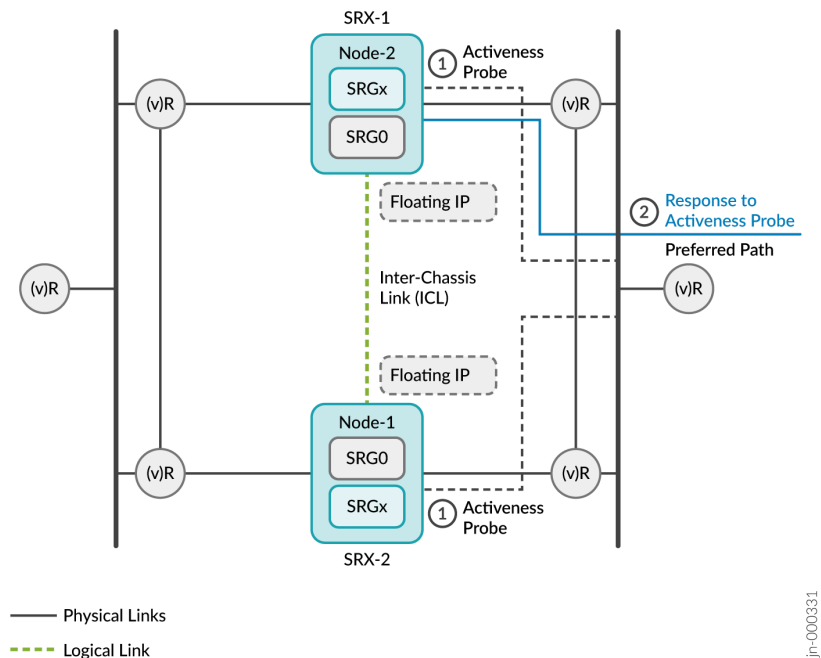 SRX-1
Node-2
SRGx
SRG0
1
Activeness
Probe
(v)R
(v)R
Floating IP
2
Response to
Activeness Probe
Preferred Path
Inter-Chassis
Link (ICL)
(v)R
(v)R
Floating IP
Node-1
SRG0
SRGx
(v)R
(v)R
1
Activeness
Probe
SRX-2
Physical Links
Logical Link
jn-000331